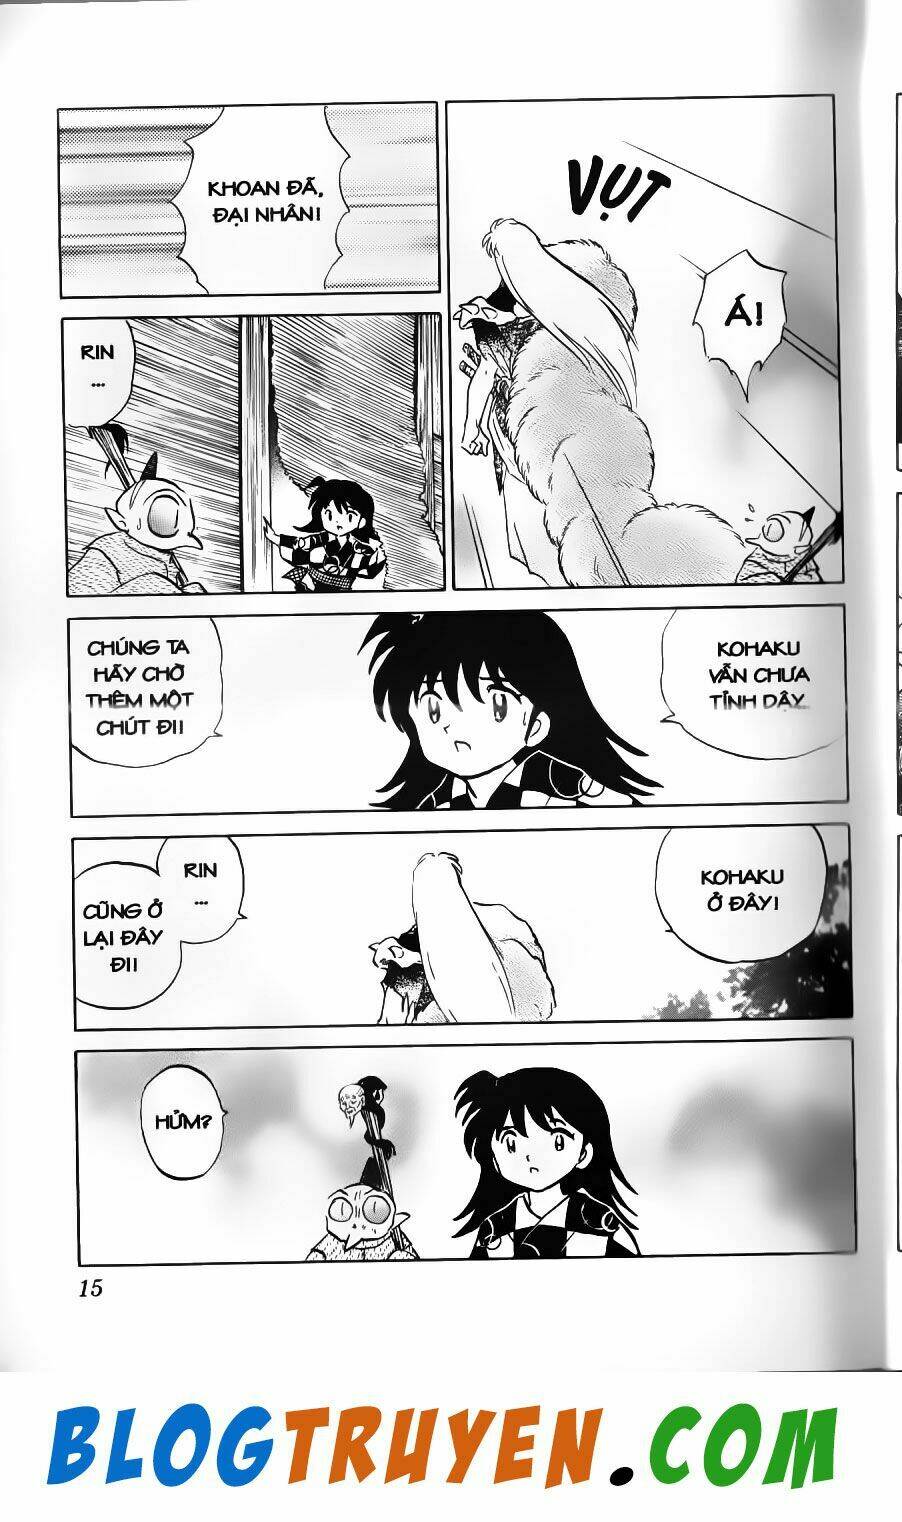 VỤT
Á!
KHOAN ĐÃ,
ĐẠI NHÂN!
RIN
...
KOHAKU
VẪN CHƯA
TỈNH DẬY...
CHÚNG TA
HÃY CHỜ
THÊM MỘT
CHÚT ĐI!
KOHAKU
Ở ĐÂY!
RIN
...
CŨNG Ở
LẠI ĐÂY
ĐI!
HỬM?
15
BLOGTRUYEN.COM